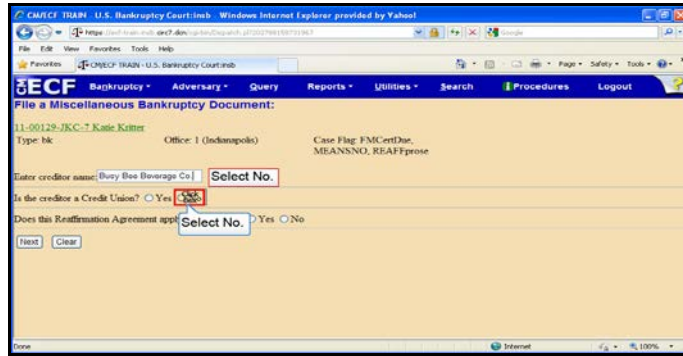 CM/ECF TRAIN - U.S. Bankruptcy Court:insb - Windows Internet Explorer provided by Yahoo!
Google
File Edit View Favorites Tools Help
Favorites CM/ECF TRAIN - U.S. Bankruptcy Court:insb Page Safety Tools
ECF Bankruptcy Adversary Query Reports Utilities Search Procedures Logout
File a Miscellaneous Bankruptcy Document:
11-00129-JKC-7 Katie Kritter
Type: bk Office: 1 (Indianapolis) Case Flag: FMCertDue,
MEANSNO, REAFFprose
Enter creditor name: Busy Bee Beverage Co. Select No.
Is the creditor a Credit Union? Yes Click
Does this Reaffirmation Agreement Yes No
Select No.
Next Clear
Done Internet 100%